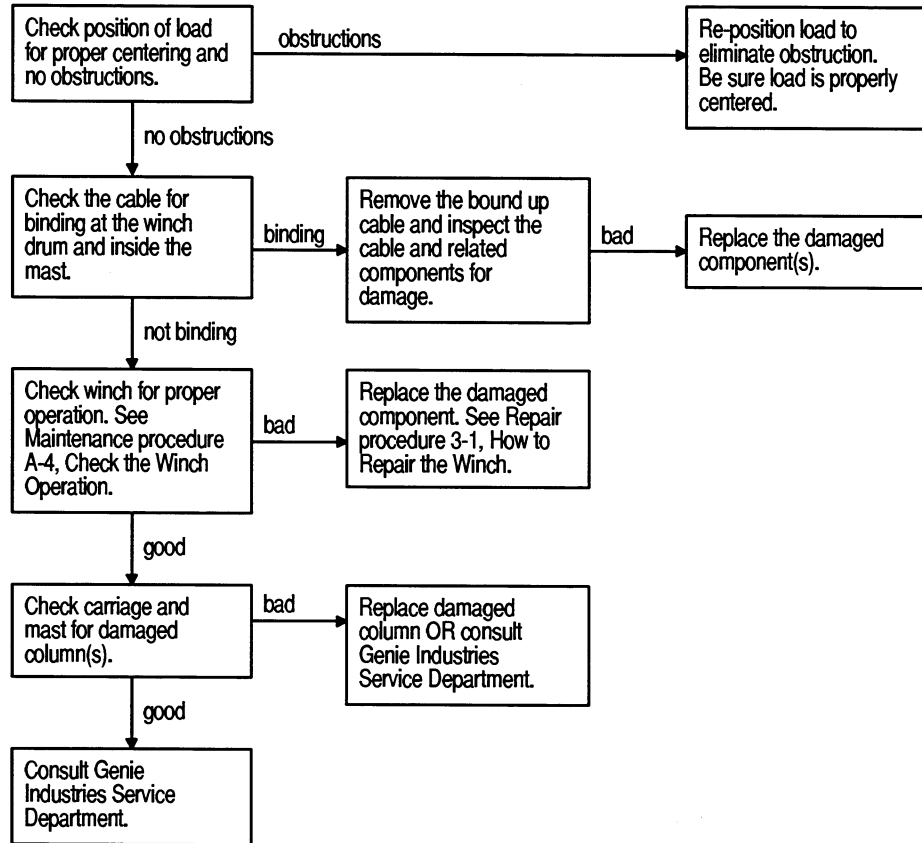 Check position of load
for proper centering and
no obstructions.
obstructions
Re-position load to
eliminate obstruction.
Be sure load is properly
centered.
no obstructions
Check the cable for
binding at the winch
drum and inside the
mast.
binding
Remove the bound up
cable and inspect the
cable and related
components for
damage.
bad
Replace the damaged
component(s).
not binding
Check winch for proper
operation. See
Maintenance procedure
A-4, Check the Winch
Operation.
bad
Replace the damaged
component. See Repair
procedure 3-1, How to
Repair the Winch.
good
Check carriage and
mast for damaged
column(s).
bad
Replace damaged
column OR consult
Genie Industries
Service Department.
good
Consult Genie
Industries Service
Department.